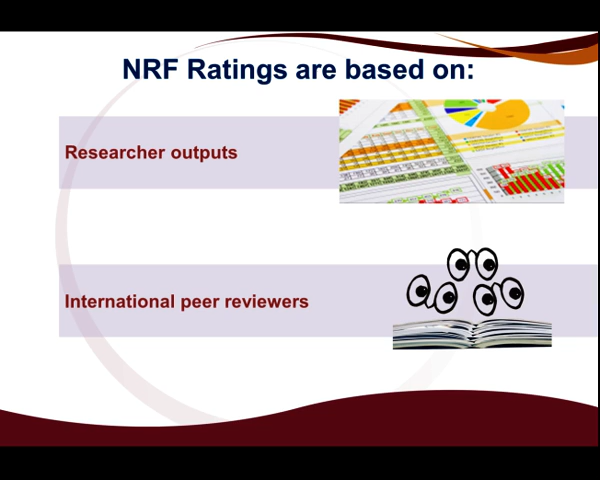 NRF Ratings are based on:
Researcher outputs
International peer reviewers